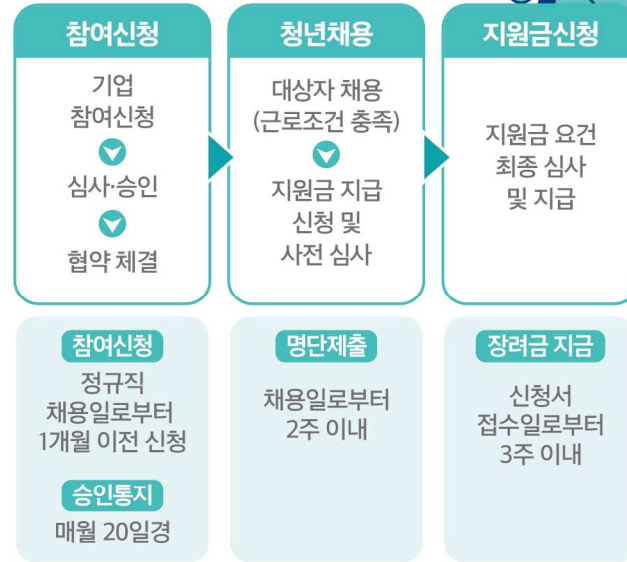 참여신청
기업
참여신청
심사·승인
협약 체결
청년채용
대상자 채용
(근로조건 충족)
지원금 지급
신청 및
사전 심사
지원금신청
지원금 요건
최종 심사
및 지급
참여신청
정규직
채용일로부터
1개월 이전 신청
승인통지
매월 20일경
명단제출
채용일로부터
2주 이내
장려금 지금
신청서
접수일로부터
3주 이내